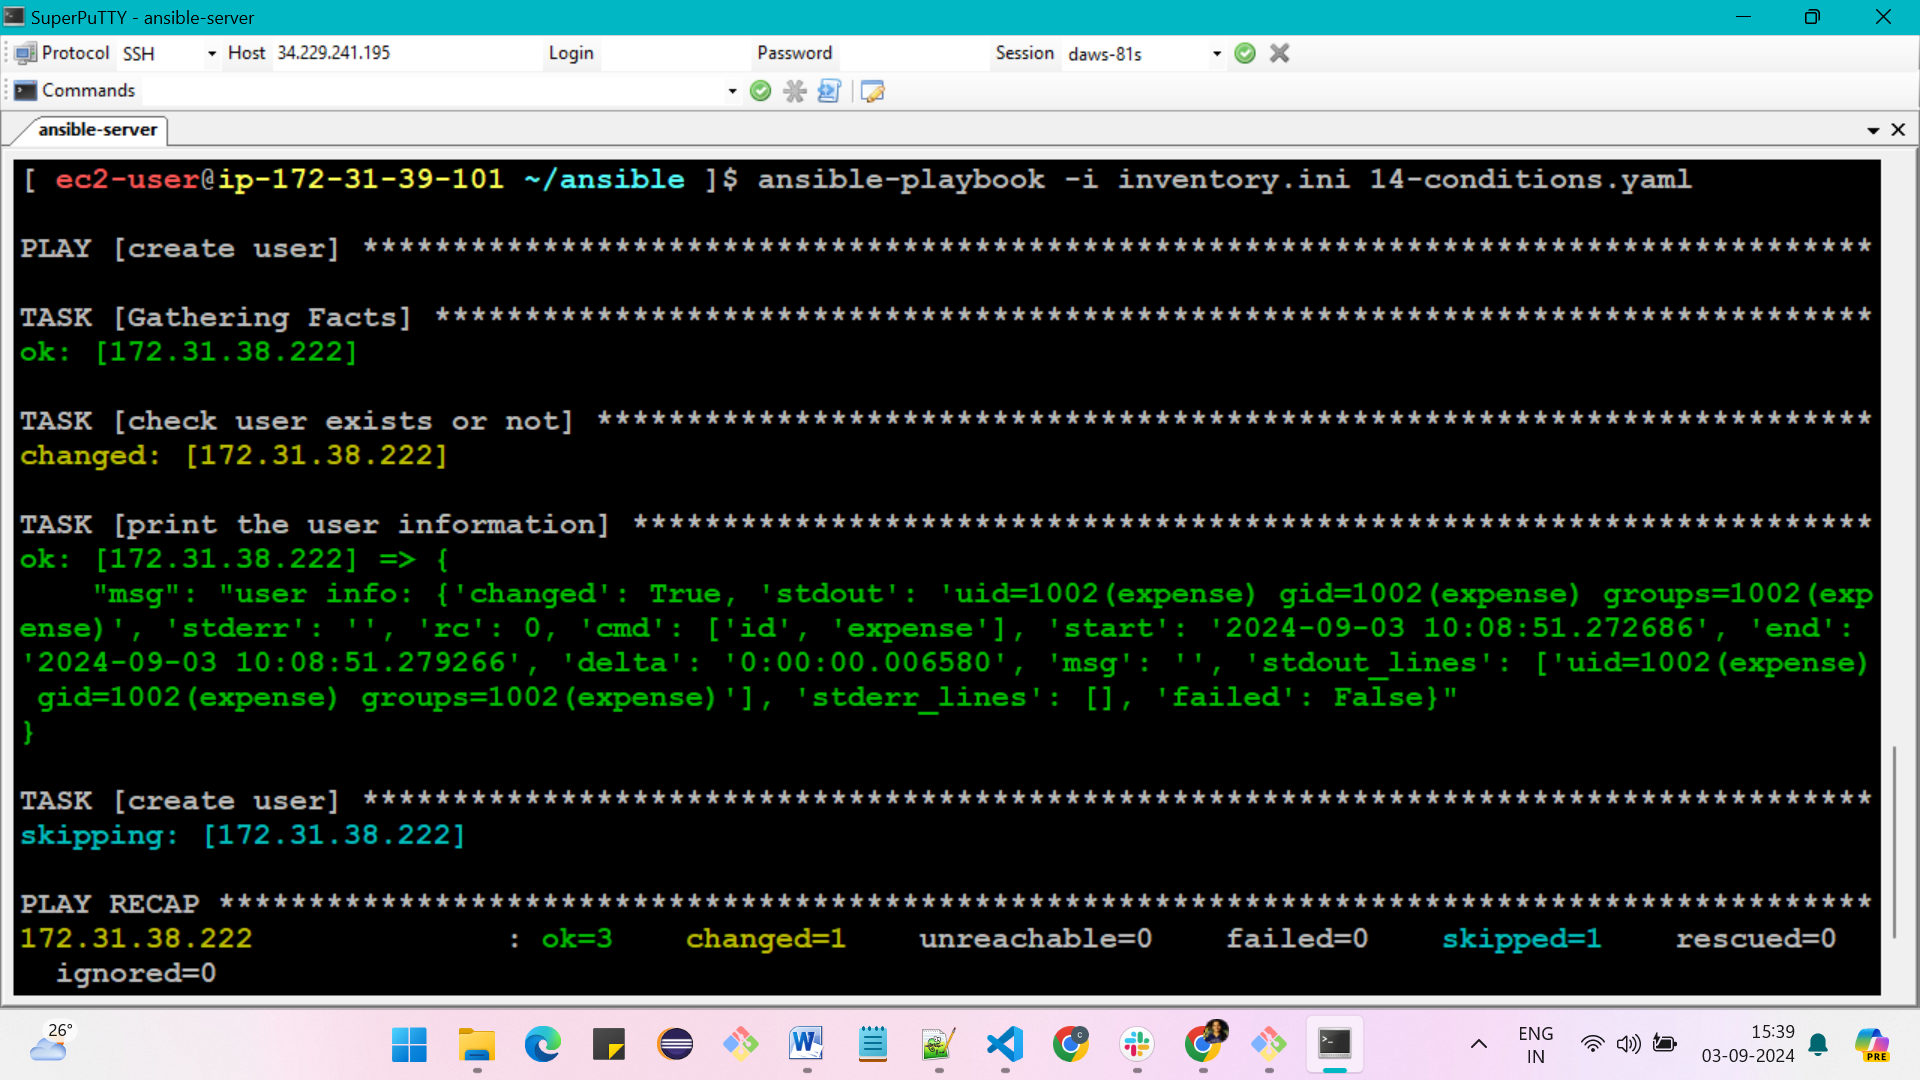 SuperPuTTY - ansible-server
Protocol SSH Host 34.229.241.195 Login Password Session daws-81s
Commands
ansible-server
[ ec2-user@ip-172-31-39-101 ~/ansible ]$ ansible-playbook -i inventory.ini 14-conditions.yaml
PLAY [create user] ************************************************************************************
TASK [Gathering Facts] ********************************************************************************
ok: [172.31.38.222]
TASK [check user exists or not] ***********************************************************************
changed: [172.31.38.222]
TASK [print the user information] *********************************************************************
ok: [172.31.38.222] => {
    "msg": "user info: {'changed': True, 'stdout': 'uid=1002(expense) gid=1002(expense) groups=1002(exp
ense)', 'stderr': '', 'rc': 0, 'cmd': ['id', 'expense'], 'start': '2024-09-03 10:08:51.272686', 'end':
'2024-09-03 10:08:51.279266', 'delta': '0:00:00.006580', 'msg': '', 'stdout_lines': ['uid=1002(expense)
 gid=1002(expense) groups=1002(expense)'], 'stderr_lines': [], 'failed': False}"
}
TASK [create user] ************************************************************************************
skipping: [172.31.38.222]
PLAY RECAP ********************************************************************************************
172.31.38.222              : ok=3    changed=1    unreachable=0    failed=0    skipped=1    rescued=0
  ignored=0
26°
ENG
IN
15:39
03-09-2024
PRE